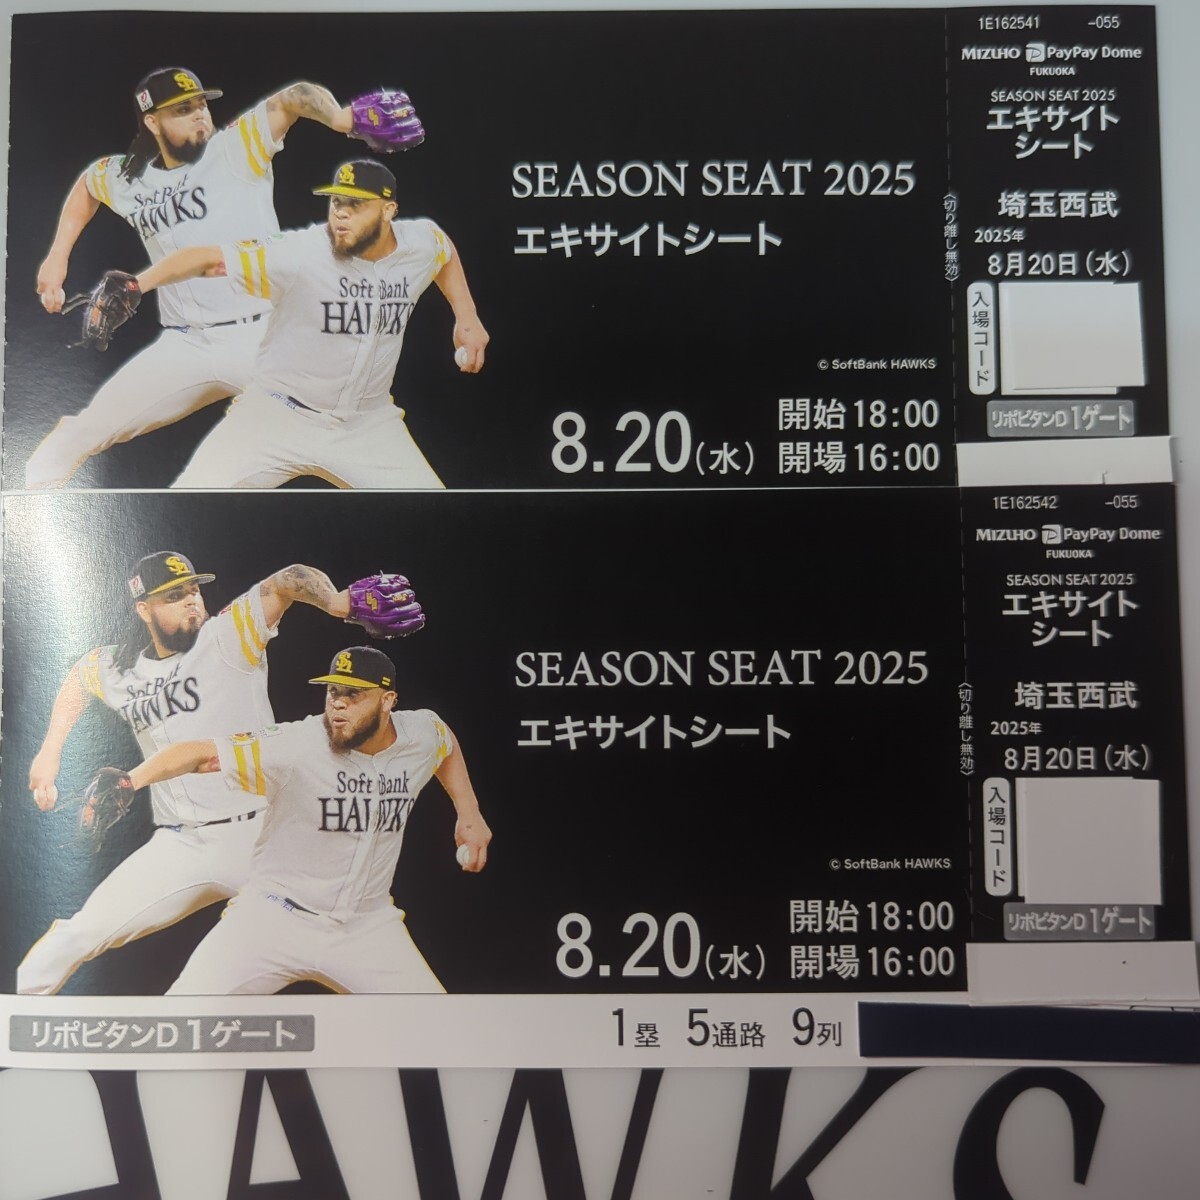 1E162541 -055
MIZUHO PayPay Dome
FUKUOKA
SEASON SEAT 2025
エキサイト
シート
埼玉西武
2025年
8月20日(水)
入場コード
リポビタンD 1ゲート
〈切り離し無効〉
SoftBank
HAWKS
SoftBank
HAWKS
SEASON SEAT 2025
エキサイトシート
© SoftBank HAWKS
8.20(水)
開始18:00
開場16:00
1E162542 -055
MIZUHO PayPay Dome
FUKUOKA
SEASON SEAT 2025
エキサイト
シート
埼玉西武
2025年
8月20日(水)
入場コード
リポビタンD 1ゲート
〈切り離し無効〉
SoftBank
HAWKS
SoftBank
HAWKS
SEASON SEAT 2025
エキサイトシート
© SoftBank HAWKS
8.20(水)
開始18:00
開場16:00
リポビタンD 1ゲート 1塁 5通路 9列
HAWKS